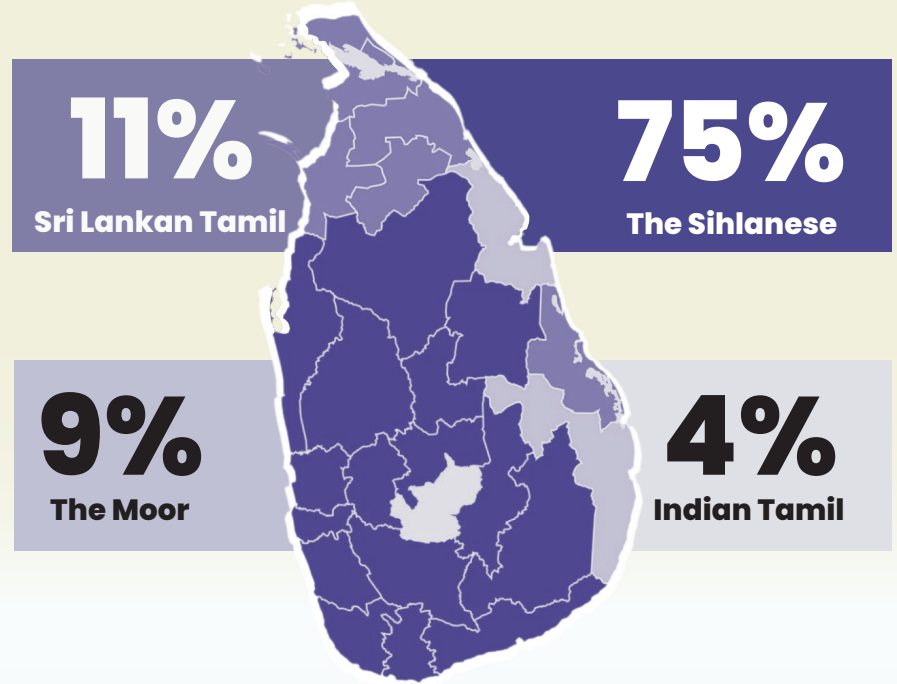 11%
Sri Lankan Tamil
75%
The Sihlanese
9%
The Moor
4%
Indian Tamil